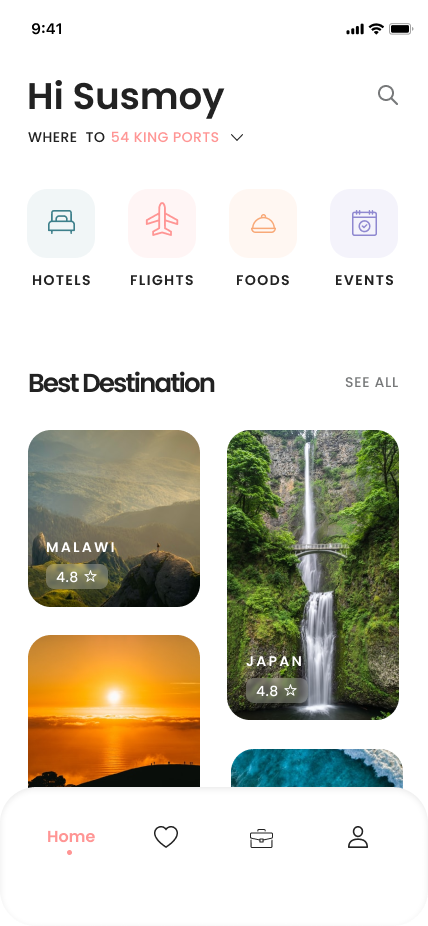 9:41
Hi Susmoy
WHERE TO 54 KING PORTS
HOTELS FLIGHTS FOODS EVENTS
Best Destination SEE ALL
MALAWI
4.8
JAPAN
4.8
Home